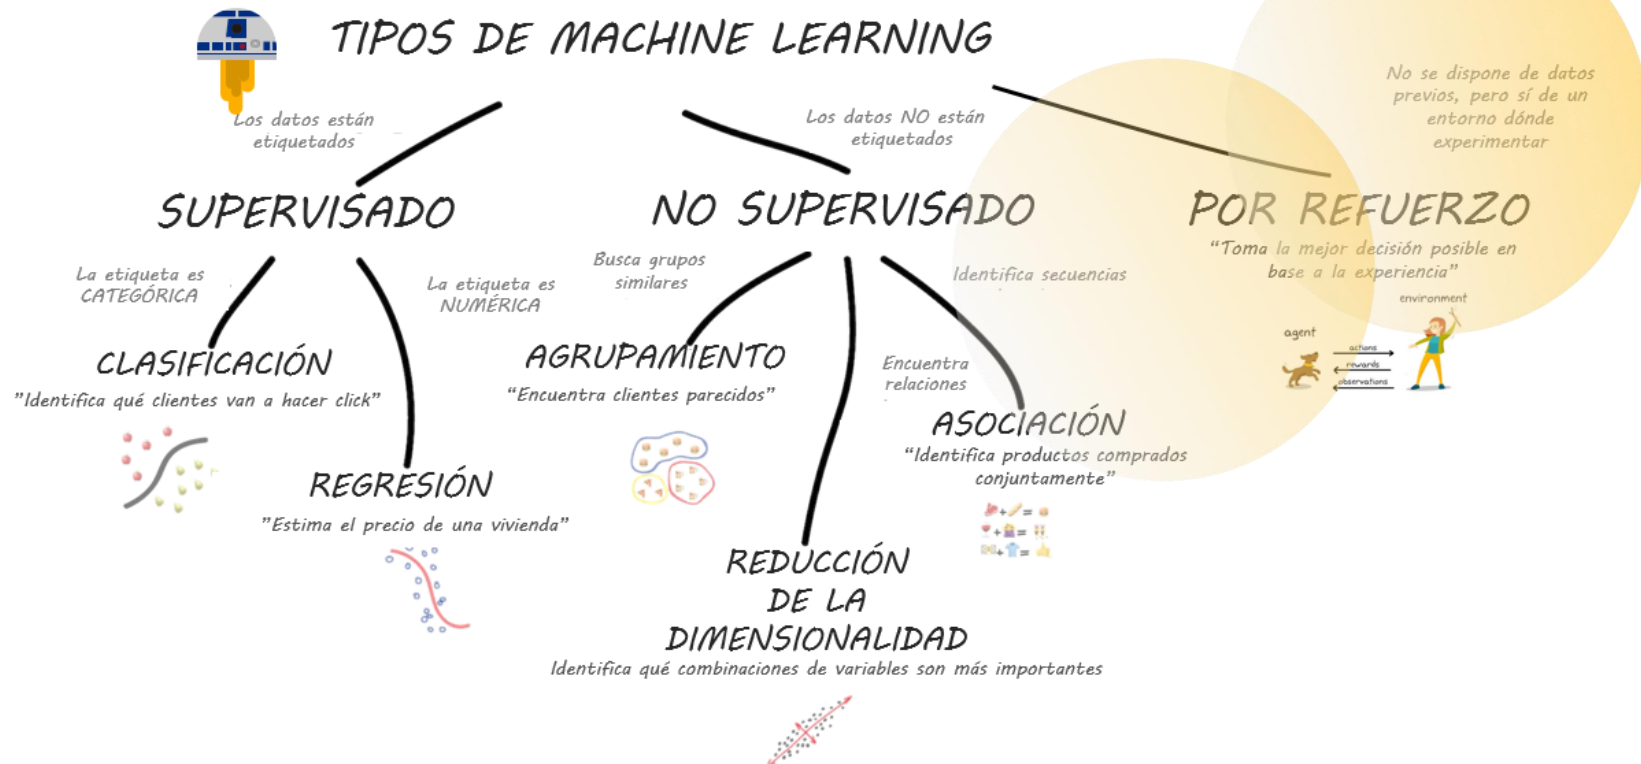 TIPOS DE MACHINE LEARNING
Los datos están
etiquetados
Los datos NO están
etiquetados
No se dispone de datos
previos, pero sí de un
entorno dónde
experimentar
SUPERVISADO
NO SUPERVISADO
POR REFUERZO
"Toma la mejor decisión posible en
base a la experiencia"
La etiqueta es
CATEGÓRICA
La etiqueta es
NUMÉRICA
Busca grupos
similares
Identifica secuencias
environment
agent
actions
rewards
observations
CLASIFICACIÓN
"Identifica qué clientes van a hacer click"
AGRUPAMIENTO
"Encuentra clientes parecidos"
Encuentra
relaciones
ASOCIACIÓN
"Identifica productos comprados
conjuntamente"
REGRESIÓN
"Estima el precio de una vivienda"
REDUCCIÓN
DE LA
DIMENSIONALIDAD
Identifica qué combinaciones de variables son más importantes